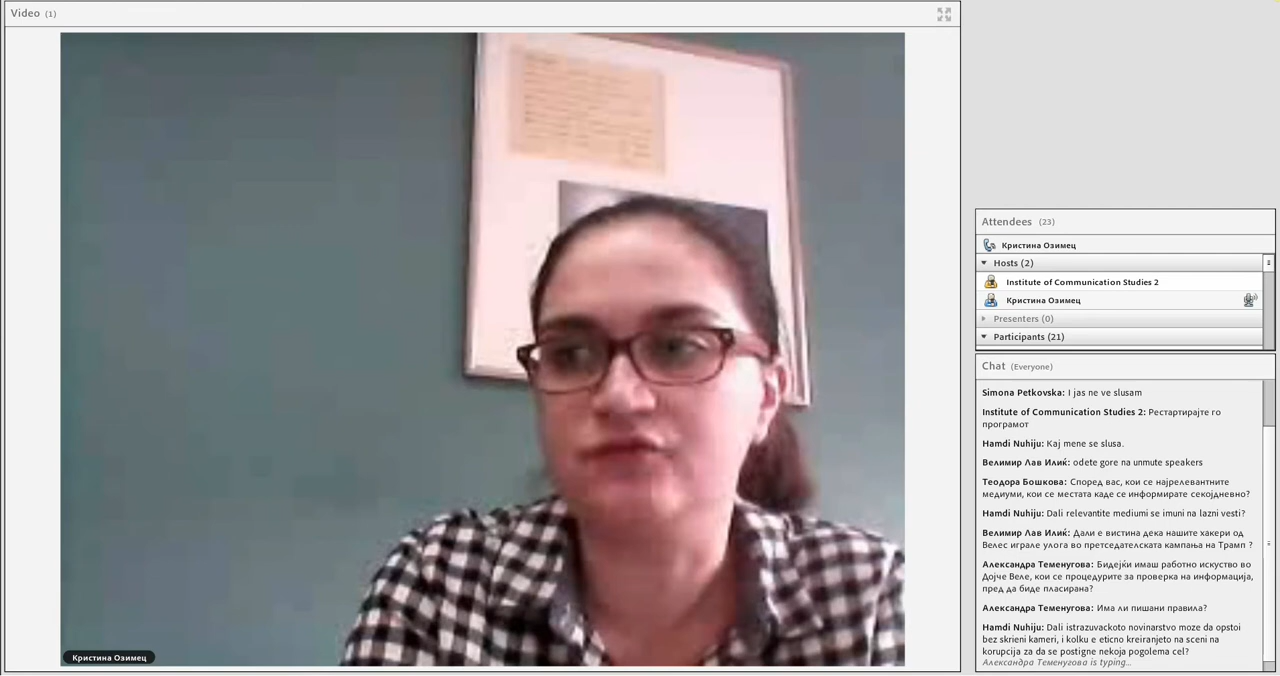 Video (1)
Кристина Озимец
Attendees (23)
Кристина Озимец
Hosts (2)
Institute of Communication Studies 2
Кристина Озимец
Presenters (0)
Participants (21)
Chat (Everyone)
Simona Petkovska: I jas ne ve slusam
Institute of Communication Studies 2: Рестартирајте го
програмот
Hamdi Nuhiju: Kaj mene se slusa.
Велимир Лав Илиќ: odete gore na unmute speakers
Теодора Бошкова: Според вас, кои се најрелевантните
медиуми, кои се местата каде се информирате секојдневно?
Hamdi Nuhiju: Dali relevantite mediumi se imuni na lazni vesti?
Велимир Лав Илиќ: Дали е вистина дека нашите хакери од
Велес играле улога во претседателската кампања на Трамп ?
Александра Теменугова: Бидејќи имаш работно искуство во
Дојче Веле, кои се процедурите за проверка на информација,
пред да биде пласирана?
Александра Теменугова: Има ли пишани правила?
Hamdi Nuhiju: Dali istrazuvackoto novinarstvo moze da opstoi
bez skrieni kameri, i kolku e eticno kreiranjeto na sceni na
korupcija za da se postigne nekoja pogolema cel?
Александра Теменугова is typing...